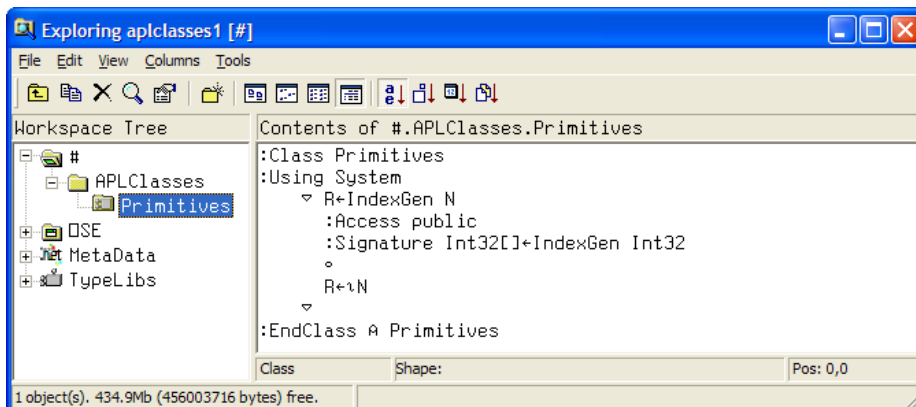 Exploring aplclasses1 [#]
File Edit View Columns Tools
Workspace Tree
Contents of #.APLClasses.Primitives
#
APLClasses
Primitives
⎕SE
MetaData
TypeLibs
:Class Primitives
:Using System
∇ R←IndexGen N
:Access public
:Signature Int32[]←IndexGen Int32
∘
R←⍳N
∇
:EndClass ⍝ Primitives
Class Shape: Pos: 0,0
1 object(s). 434.9Mb (456003716 bytes) free.